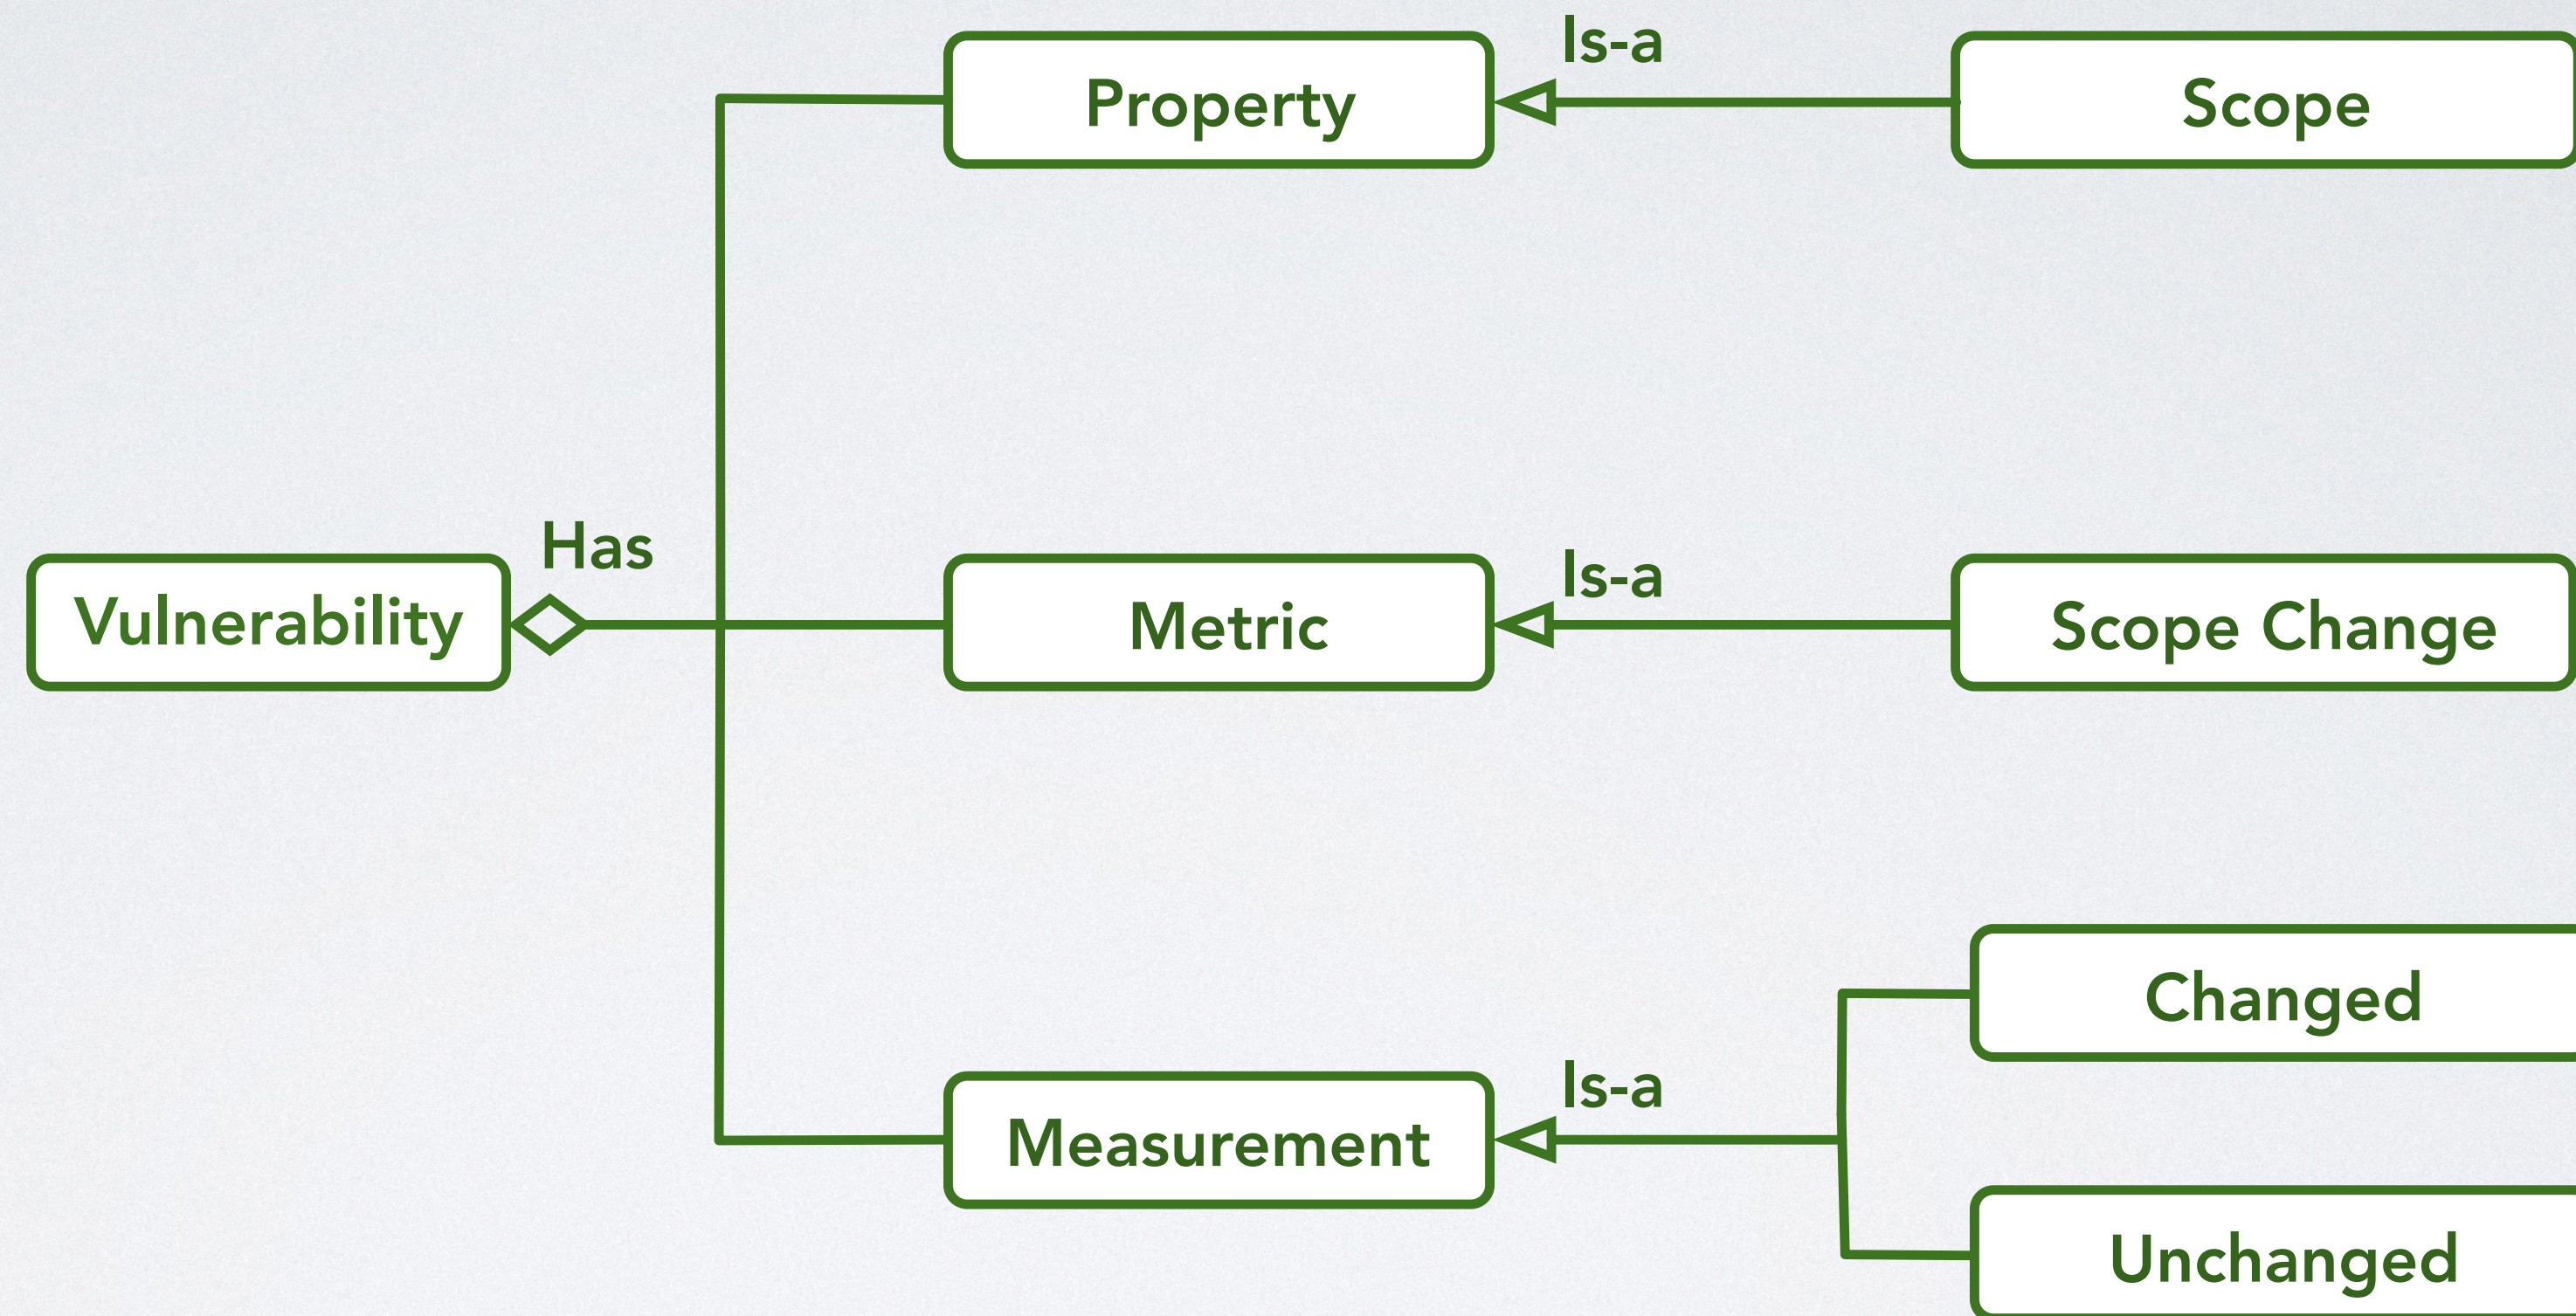 Is-a
Property
Scope
Has
Is-a
Vulnerability
Metric
Scope Change
Changed
Is-a
Measurement
Unchanged